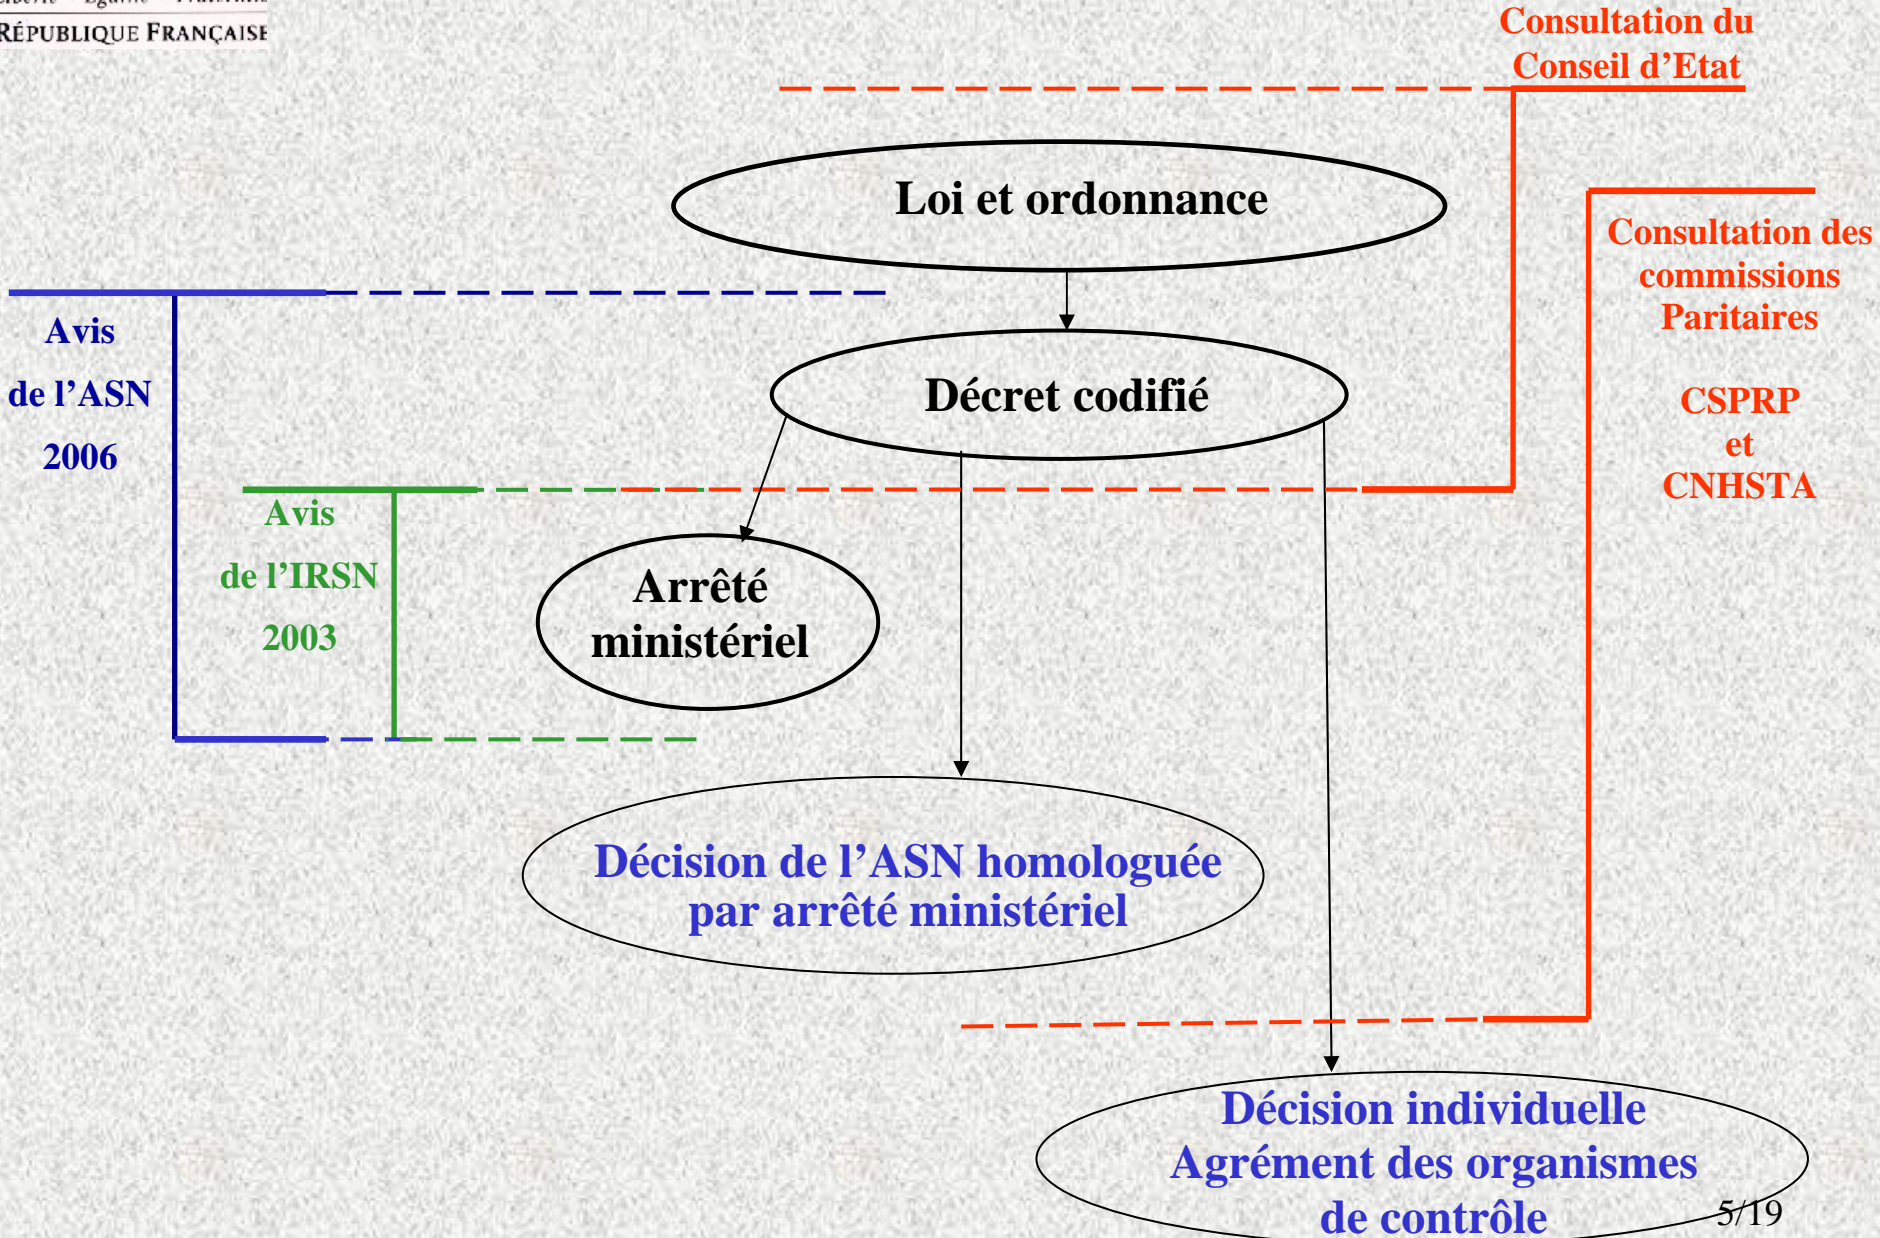 RÉPUBLIQUE FRANÇAISE
Consultation du
Conseil d'Etat
Loi et ordonnance
Consultation des
commissions
Paritaires
CSPRP
et
CNHSTA
Avis
de l'ASN
2006
Décret codifié
Avis
de l'IRSN
2003
Arrêté
ministériel
Décision de l'ASN homologuée
par arrêté ministériel
Décision individuelle
Agrément des organismes
de contrôle
5/19